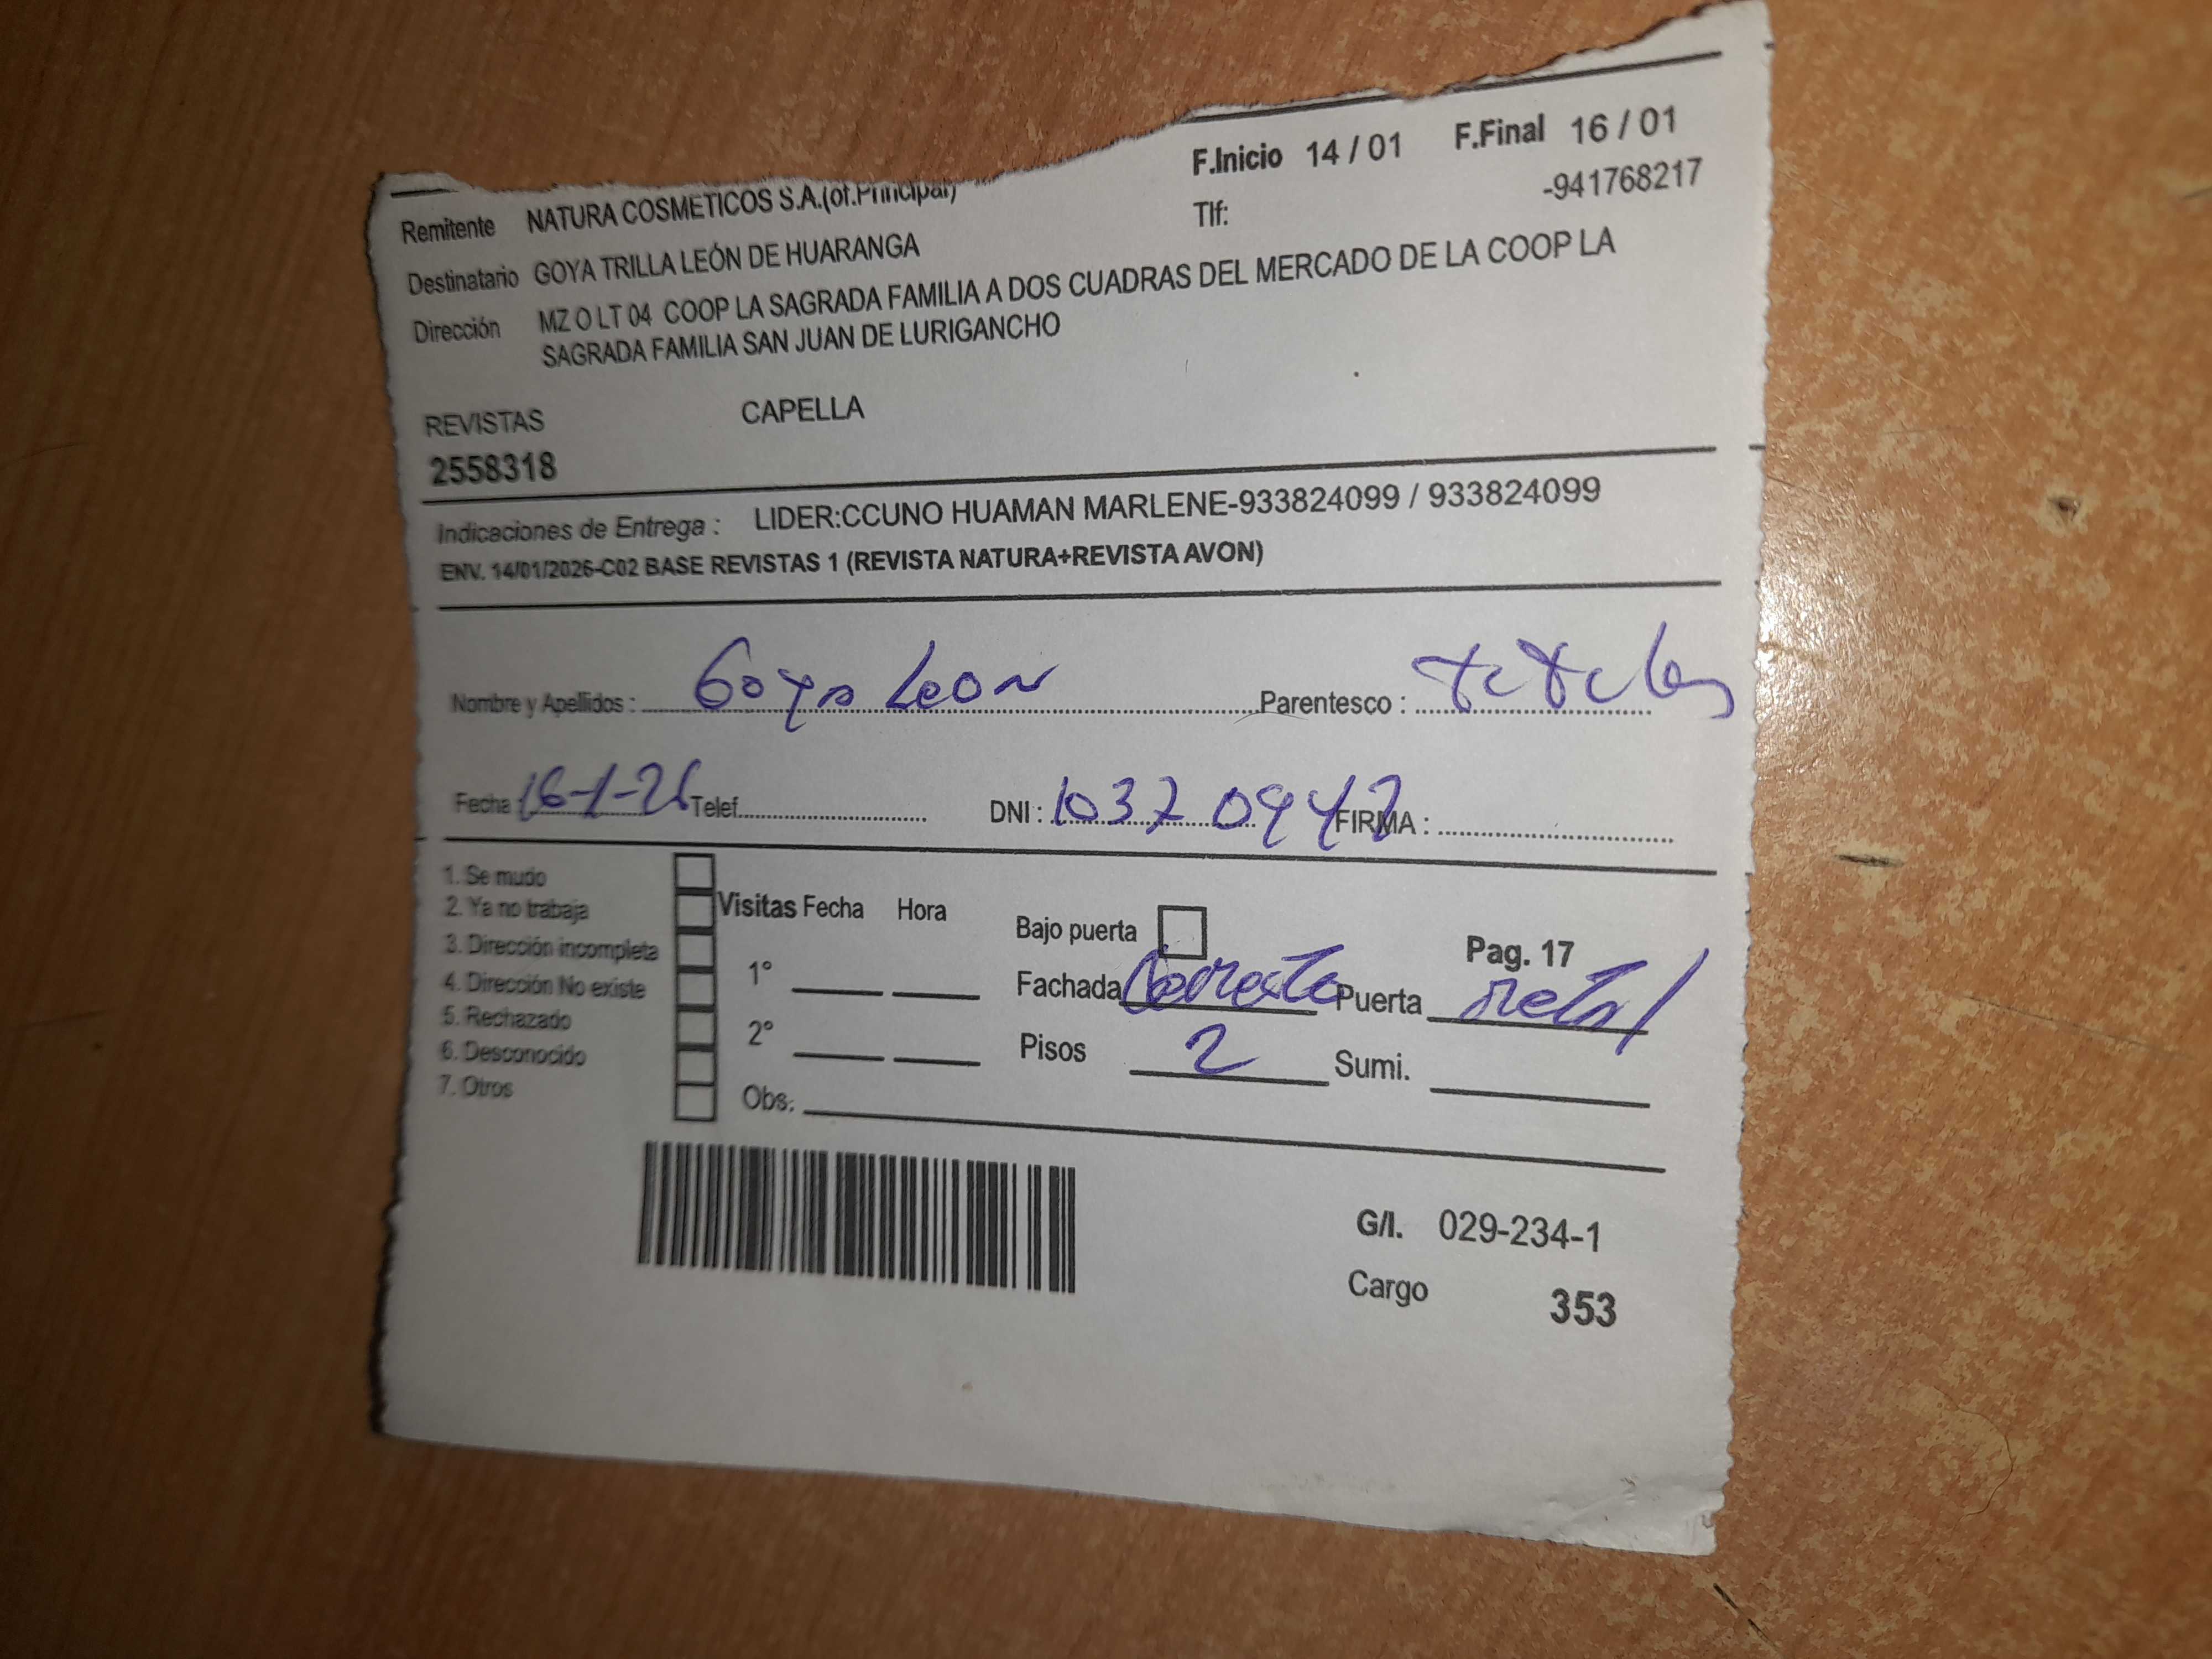 F.Inicio 14 / 01 F.Final 16 / 01
Remitente NATURA COSMETICOS S.A.(of.Principal) Tlf: -941768217
Destinatario GOYA TRILLA LEÓN DE HUARANGA
Dirección MZ O LT 04 COOP LA SAGRADA FAMILIA A DOS CUADRAS DEL MERCADO DE LA COOP LA
SAGRADA FAMILIA SAN JUAN DE LURIGANCHO
REVISTAS CAPELLA
2558318
Indicaciones de Entrega : LIDER:CCUNO HUAMAN MARLENE-933824099 / 933824099
ENV. 14/01/2026-C02 BASE REVISTAS 1 (REVISTA NATURA+REVISTA AVON)
Nombre y Apellidos : Goya Leon Parentesco :
Fecha : 16-1-26 Telef. DNI : 10370947 FIRMA :
1. Se mudo
2. Ya no trabaja
3. Dirección incompleta
4. Dirección No existe
5. Rechazado
6. Desconocido
7. Otros
Visitas Fecha Hora
1°
2°
Obs.
Bajo puerta Pag. 17
Fachada Puerta metal
Pisos 2 Sumi.
G/I. 029-234-1
Cargo 353